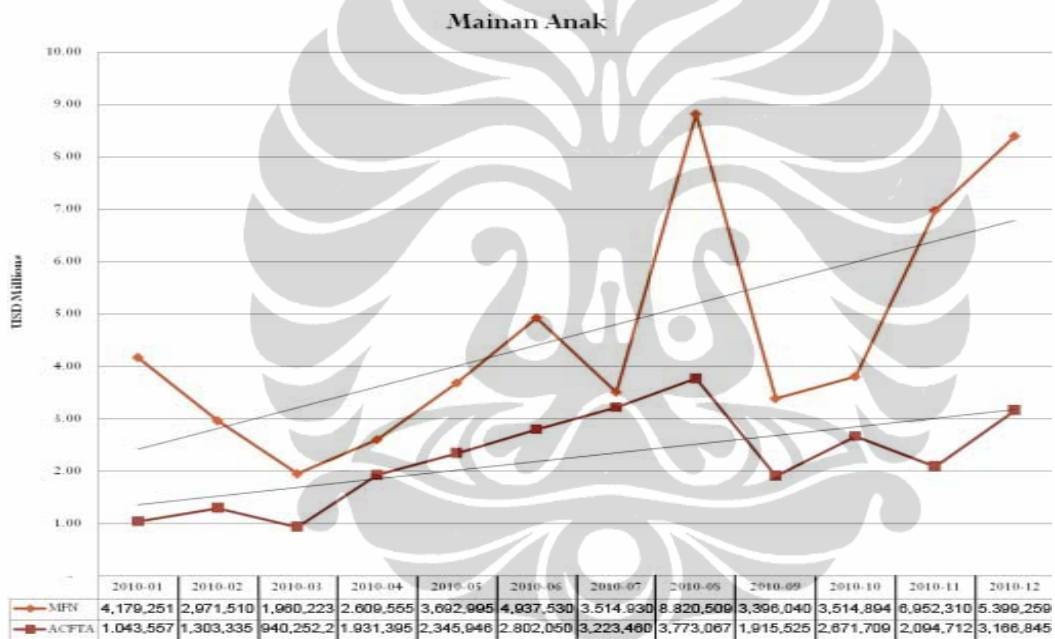 Mainan Anak
10.00
9.00
8.00
7.00
6.00
5.00
4.00
3.00
2.00
1.00
-
USD Millions
2010-01 2010-02 2010-03 2010-04 2010-05 2010-06 2010-07 2010-08 2010-09 2010-10 2010-11 2010-12
MFN 4,179,251 2,971,510 1,960,223 2.609,555 3,692,995 4,937,530 3.514.930 8.820,509 3,396,040 3,514,894 6,952,310 5.399,259
ACFTA 1.043,557 1,303,335 940,252,2 1.931,395 2,345,946 2,802,050 3,223,460 3,773,067 1,915,525 2,671,709 2,094,712 3,166,845